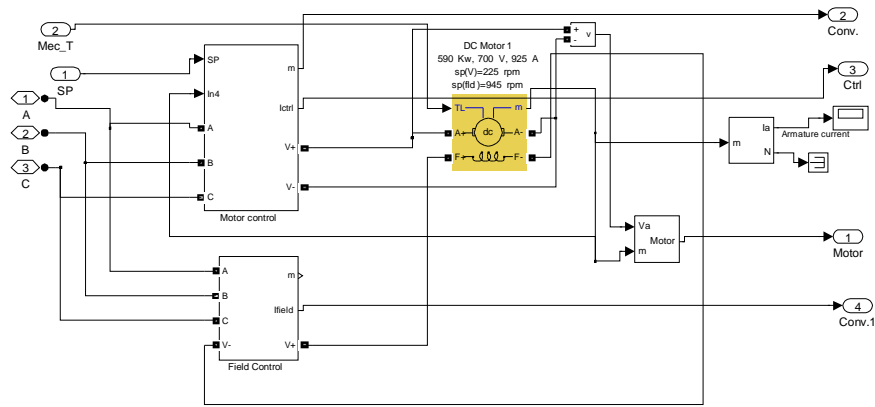 2
Mec_T
1
SP
1
A
2
B
3
C
SP
In4
A
B
C
m
Ictrl
V+
V-
Motor control
DC Motor 1
590 Kw, 700 V, 925 A
sp(V)=225 rpm
sp(fld)=945 rpm
TL
m
A+
dc
A-
F+
F-
+
-
v
2
Conv.
3
Ctrl
m
Ia
N
Armature current
Va
m
Motor
1
Motor
A
B
C
V-
m
Ifield
V+
Field Control
4
Conv.1